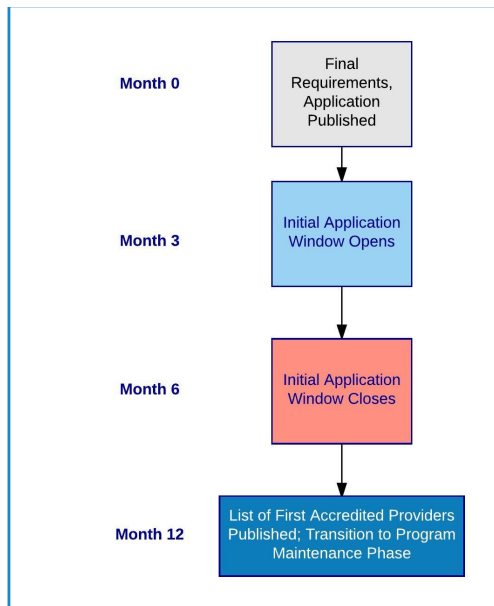 Month 0
Final
Requirements,
Application
Published
Month 3
Initial Application
Window Opens
Month 6
Initial Application
Window Closes
Month 12
List of First Accredited Providers
Published; Transition to Program
Maintenance Phase